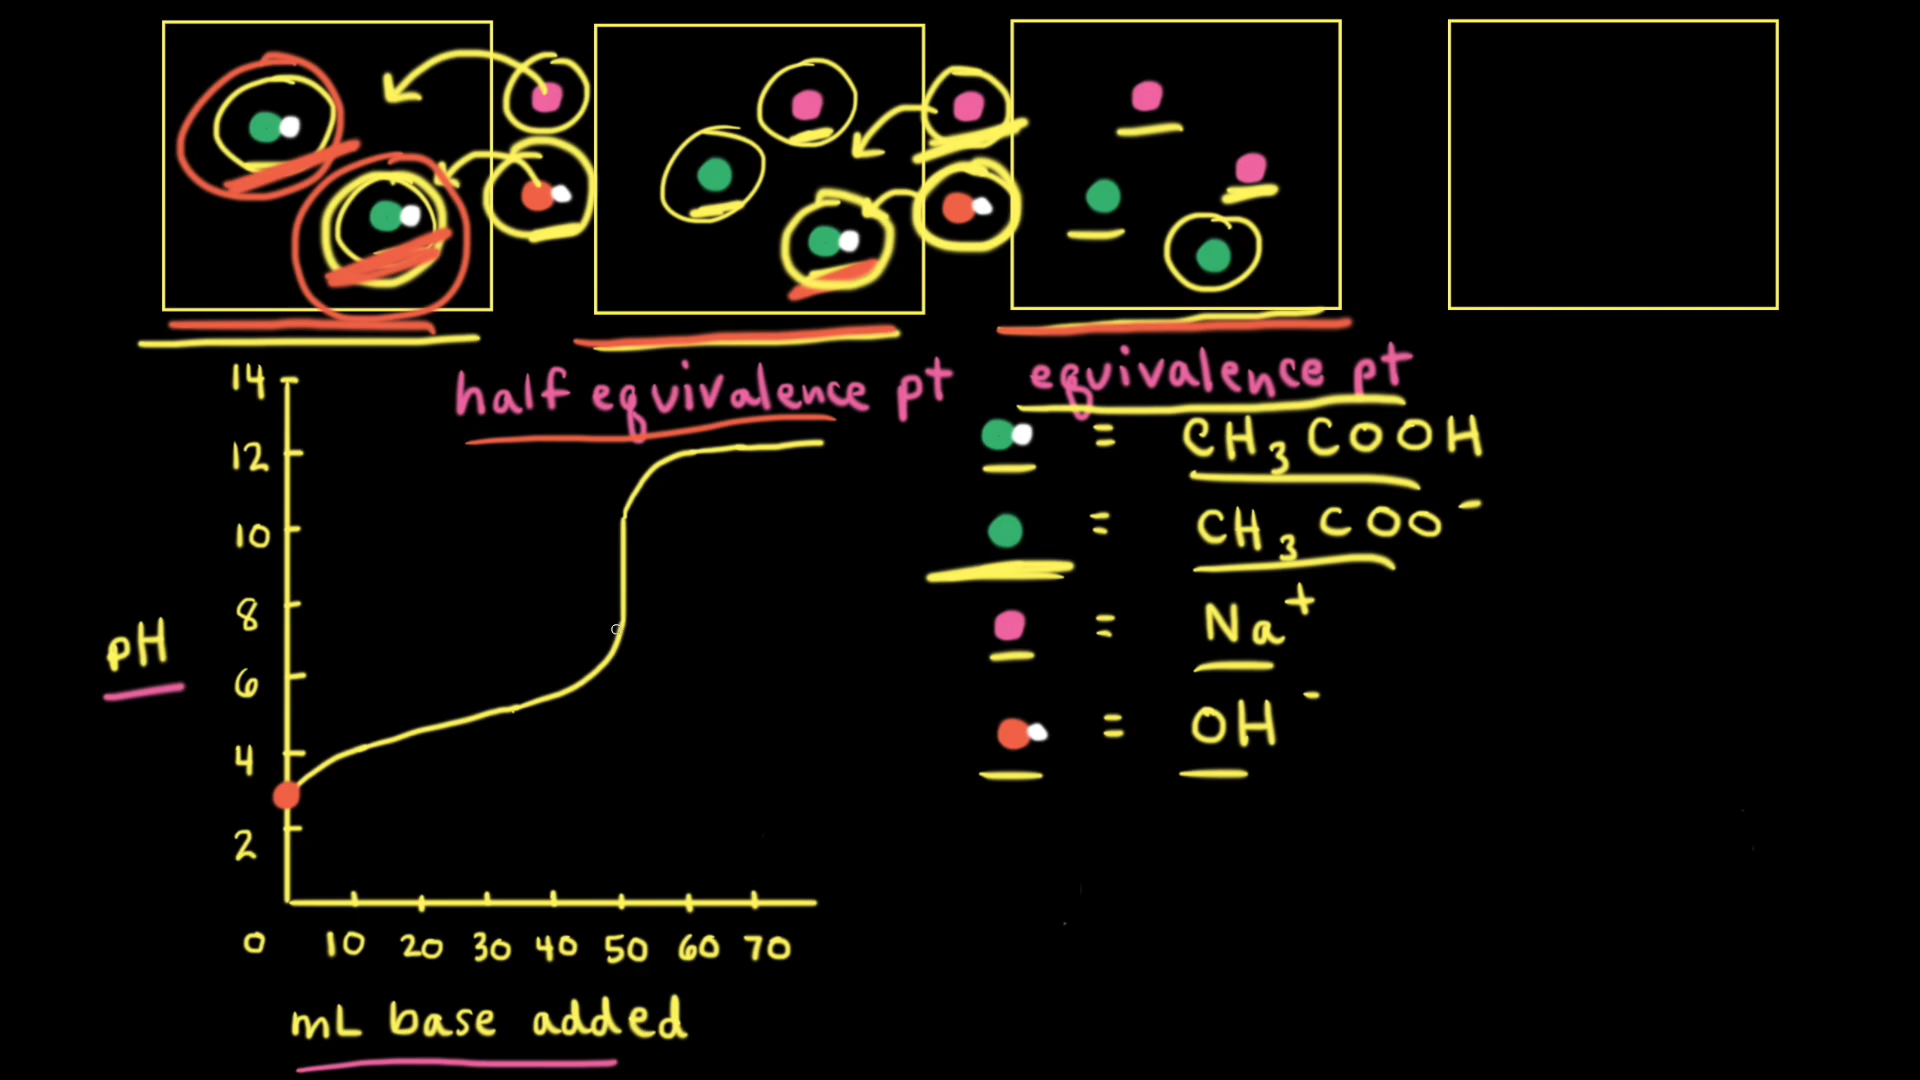 half equivalence pt
equivalence pt
14
12
10
8
6
4
2
pH
0 10 20 30 40 50 60 70
mL base added
= CH₃COOH
= CH₃COO⁻
= Na⁺
= OH⁻